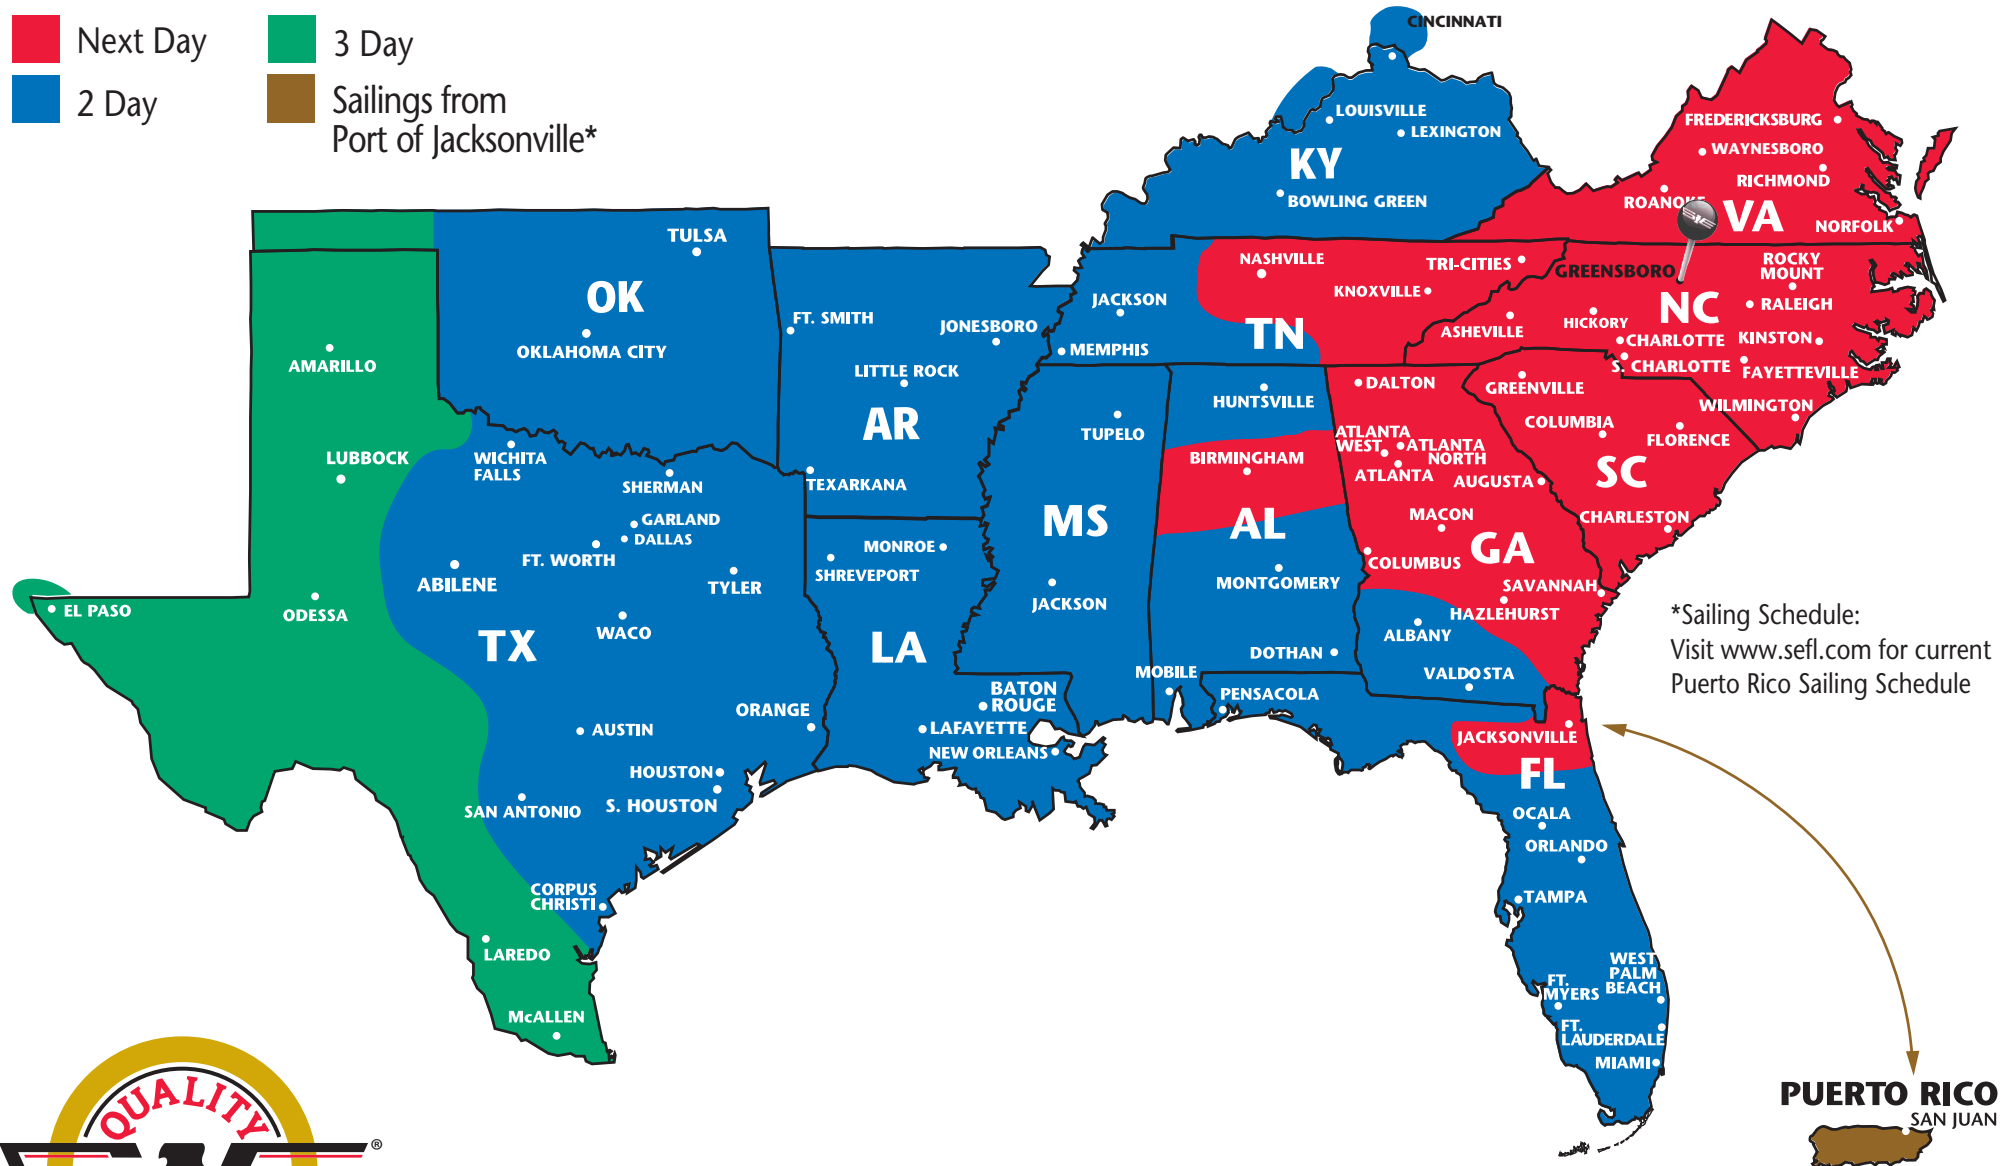 Next Day
3 Day
2 Day
Sailings from
Port of Jacksonville*
CINCINNATI
LOUISVILLE
LEXINGTON
KY
BOWLING GREEN
FREDERICKSBURG
WAYNESBORO
RICHMOND
ROANOKE
VA
NORFOLK
TULSA
OK
OKLAHOMA CITY
AMARILLO
LUBBOCK
WICHITA
FALLS
SHERMAN
GARLAND
DALLAS
FT. WORTH
ABILENE
TYLER
EL PASO
ODESSA
WACO
TX
ORANGE
AUSTIN
HOUSTON
S. HOUSTON
SAN ANTONIO
CORPUS
CHRISTI
LAREDO
McALLEN
FT. SMITH
JONESBORO
LITTLE ROCK
AR
TEXARKANA
MONROE
SHREVEPORT
LA
BATON
ROUGE
LAFAYETTE
NEW ORLEANS
JACKSON
MEMPHIS
NASHVILLE
TRI-CITIES
KNOXVILLE
TN
GREENSBORO
ROCKY
MOUNT
NC
RALEIGH
ASHEVILLE
HICKORY
CHARLOTTE
KINSTON
S. CHARLOTTE
FAYETTEVILLE
WILMINGTON
TUPELO
MS
JACKSON
HUNTSVILLE
BIRMINGHAM
AL
MONTGOMERY
DOTHAN
MOBILE
DALTON
ATLANTA
WEST
ATLANTA
NORTH
ATLANTA
AUGUSTA
MACON
GA
COLUMBUS
SAVANNAH
HAZLEHURST
ALBANY
VALDOSTA
GREENVILLE
COLUMBIA
FLORENCE
SC
CHARLESTON
PENSACOLA
JACKSONVILLE
FL
OCALA
ORLANDO
TAMPA
WEST
PALM
BEACH
FT.
MYERS
FT.
LAUDERDALE
MIAMI
*Sailing Schedule:
Visit www.sefl.com for current
Puerto Rico Sailing Schedule
PUERTO RICO
SAN JUAN
QUALITY
®